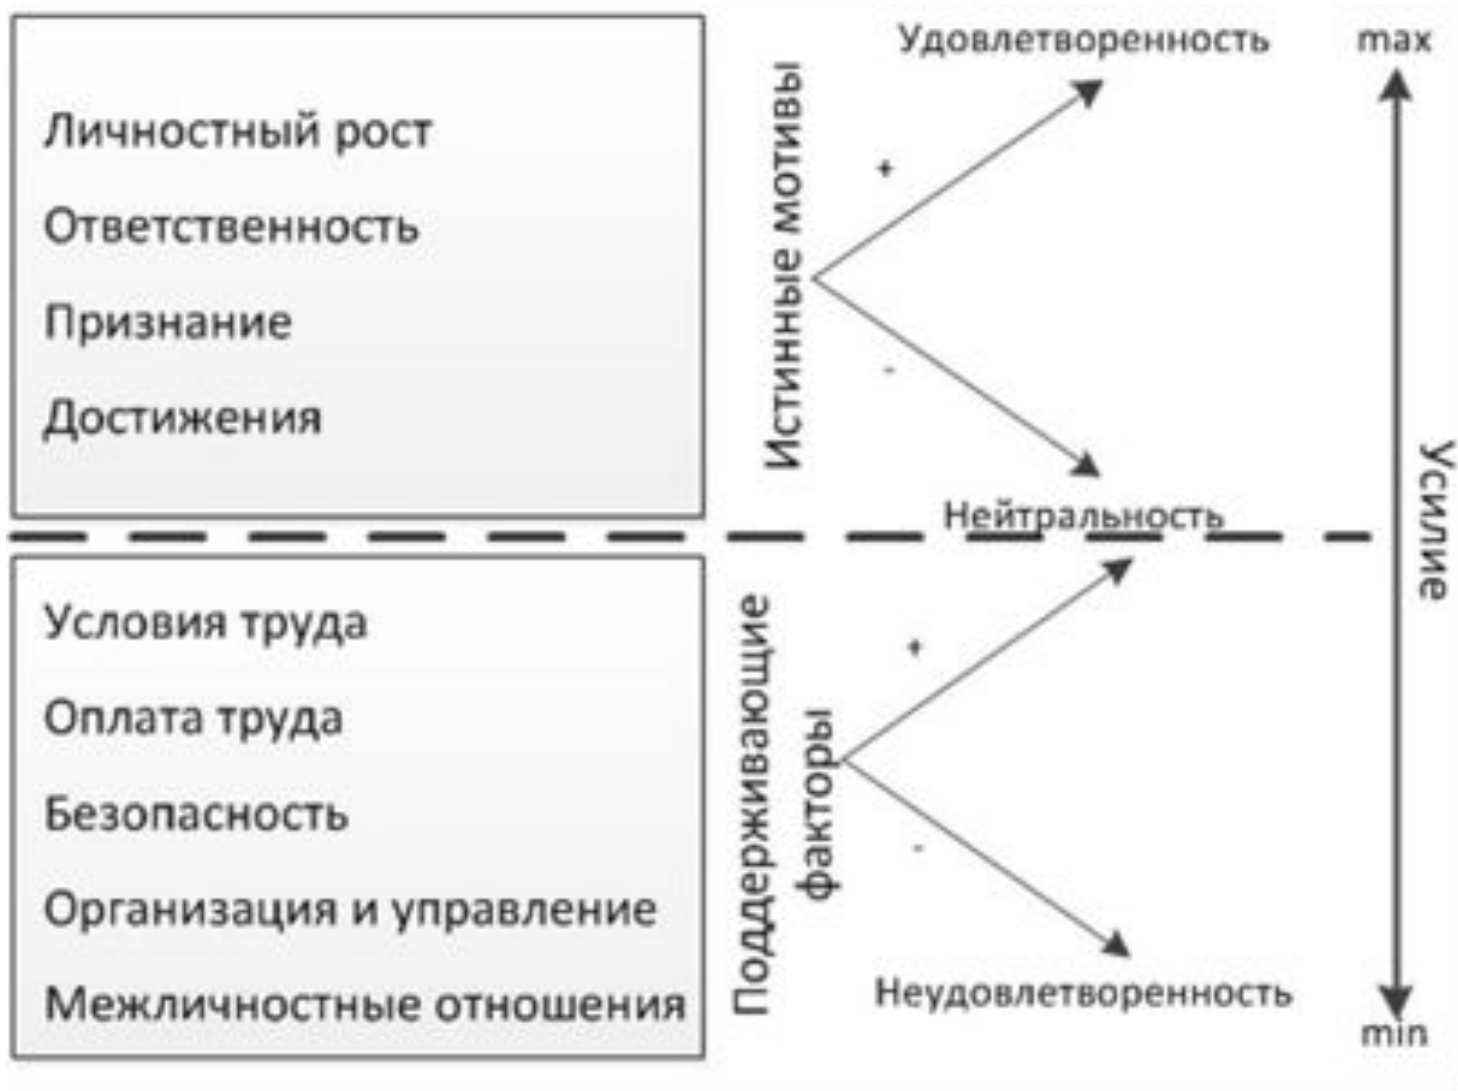 Личностный рост
Ответственность
Признание
Достижения
Истинные мотивы
Удовлетворенность
+
-
Нейтральность
max
Усилие
min
Условия труда
Оплата труда
Безопасность
Организация и управление
Межличностные отношения
Поддерживающие
факторы
+
-
Неудовлетворенность